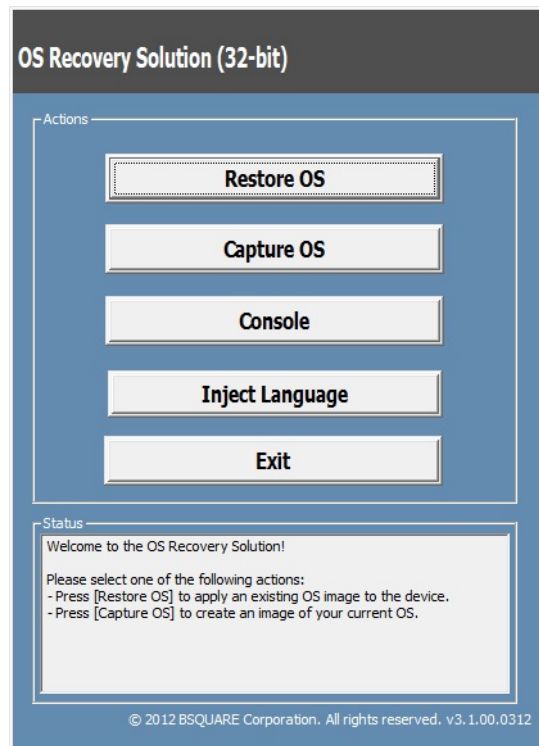 OS Recovery Solution (32-bit)
Actions
Restore OS
Capture OS
Console
Inject Language
Exit
Status
Welcome to the OS Recovery Solution!
Please select one of the following actions:
- Press [Restore OS] to apply an existing OS image to the device.
- Press [Capture OS] to create an image of your current OS.
© 2012 BSQUARE Corporation. All rights reserved. v3.1.00.0312